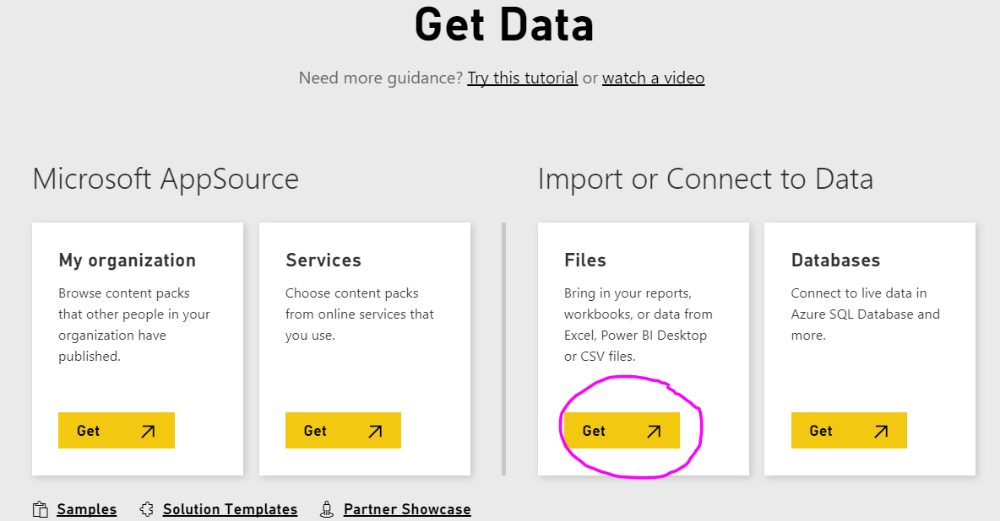 Get Data
Need more guidance? Try this tutorial or watch a video
Microsoft AppSource
My organization
Browse content packs
that other people in your
organization have
published.
Get
Services
Choose content packs
from online services that
you use.
Get
Import or Connect to Data
Files
Bring in your reports,
workbooks, or data from
Excel, Power BI Desktop
or CSV files.
Get
Databases
Connect to live data in
Azure SQL Database and
more.
Get
Samples
Solution Templates
Partner Showcase